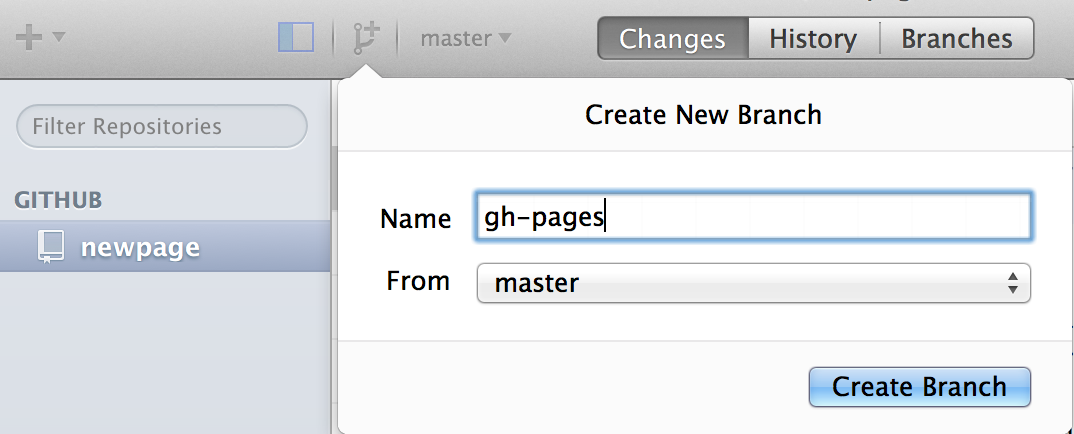 master
Changes
History
Branches
Filter Repositories
GITHUB
newpage
Create New Branch
Name
gh-pages
From
master
Create Branch